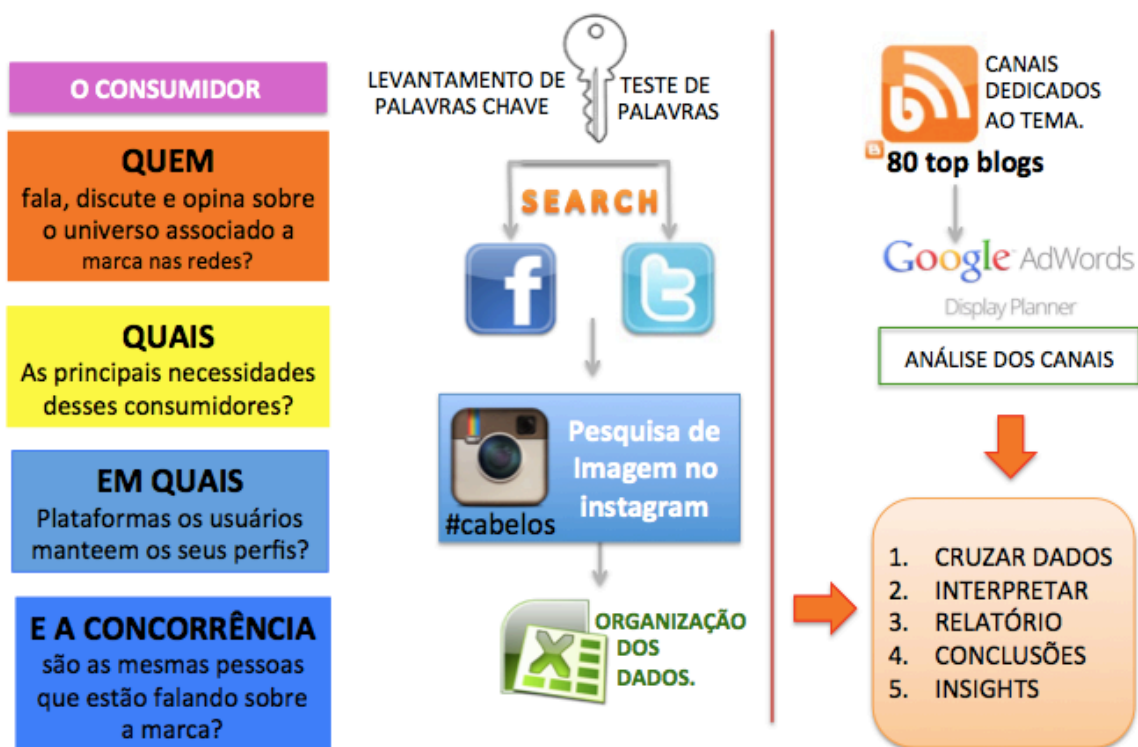 O CONSUMIDOR
QUEM
fala, discute e opina sobre
o universo associado a
marca nas redes?
QUAIS
As principais necessidades
desses consumidores?
EM QUAIS
Plataformas os usuários
manteem os seus perfis?
E A CONCORRÊNCIA
são as mesmas pessoas
que estão falando sobre
a marca?
LEVANTAMENTO DE
PALAVRAS CHAVE
TESTE DE
PALAVRAS
SEARCH
f
t
Pesquisa de
Imagem no
instagram
#cabelos
X
ORGANIZAÇÃO
DOS
DADOS.
CANAIS
DEDICADOS
AO TEMA.
80 top blogs
Google AdWords
Display Planner
ANÁLISE DOS CANAIS
1. CRUZAR DADOS
2. INTERPRETAR
3. RELATÓRIO
4. CONCLUSÕES
5. INSIGHTS